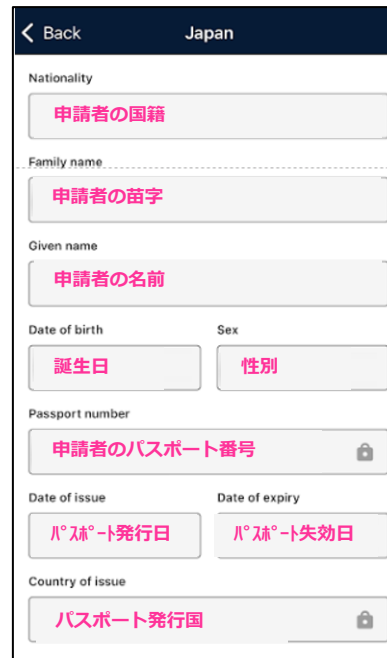 Back Japan
Nationality
申請者の国籍
Family name
申請者の苗字
Given name
申請者の名前
Date of birth Sex
誕生日 性別
Passport number
申請者のパスポート番号
Date of issue Date of expiry
ﾊﾟｽﾎﾟｰﾄ発行日 ﾊﾟｽﾎﾟｰﾄ失効日
Country of issue
パスポート発行国